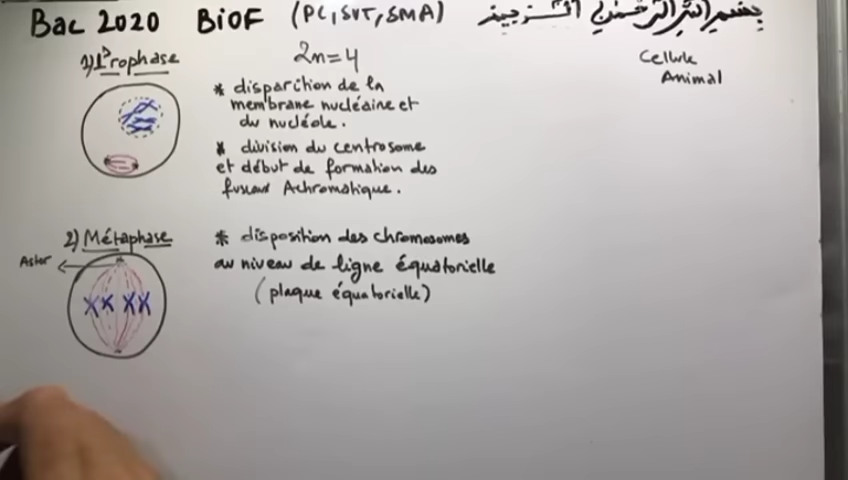 Bac 2020 BiOF (PC, SVT, SMA) بسم الله الرحمن الرحيم
2n=4
Cellule
Animal
1) Prophase
* disparition de la
membrane nucléaire et
du nucléole.
* division du centrosome
et début de formation des
fuseau Achromatique.
2) Métaphase
Aster
* disposition des chromosomes
au niveau de ligne équatorielle
(plaque équatorielle)